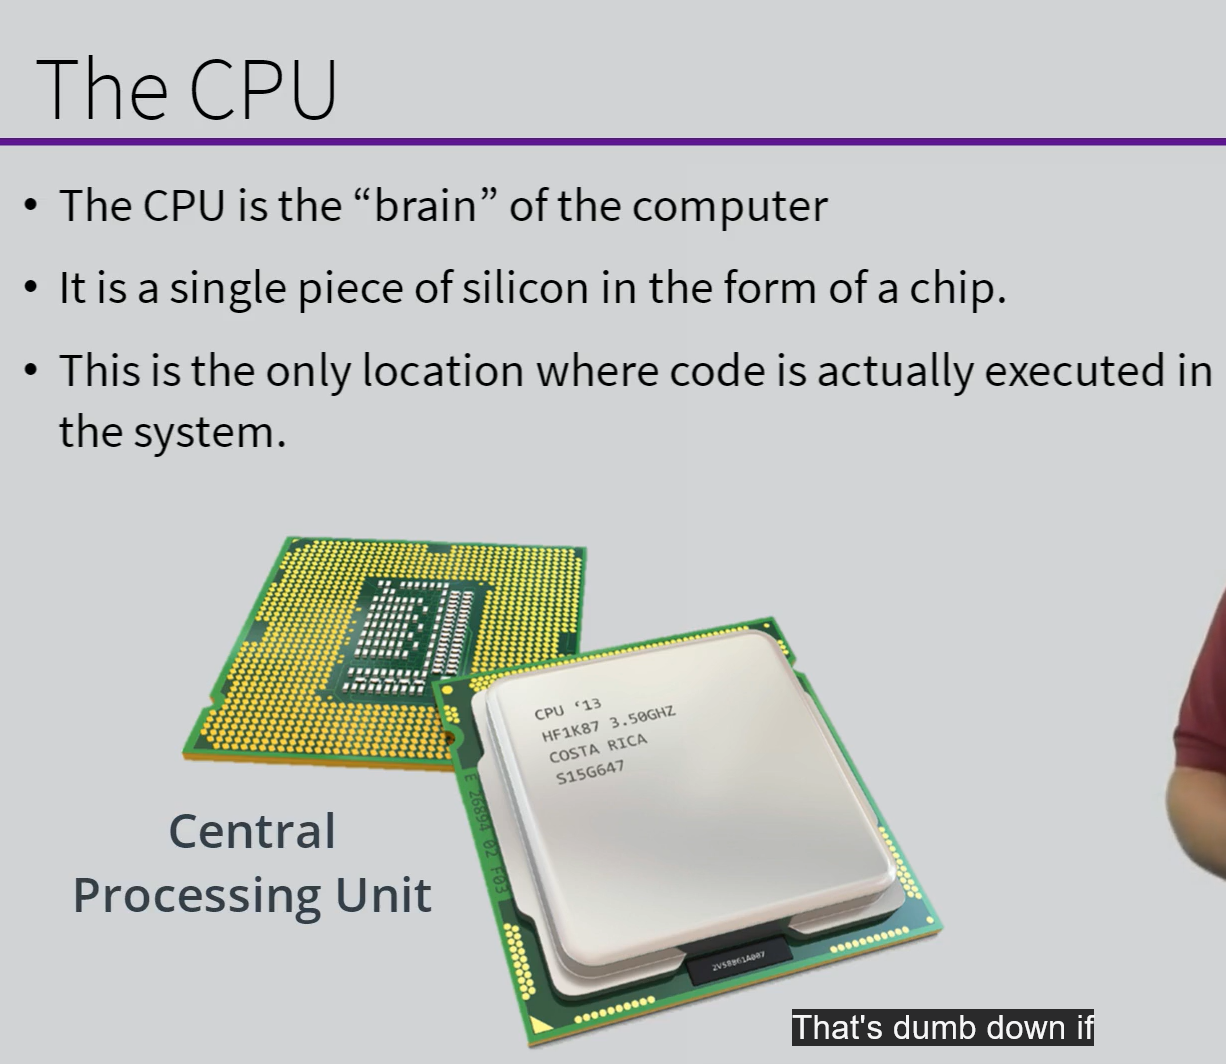 The CPU
• The CPU is the “brain” of the computer
• It is a single piece of silicon in the form of a chip.
• This is the only location where code is actually executed in
the system.
CPU ‘13
HF1K87 3.50GHZ
COSTA RICA
S15G647
E 26894 02 F03
Central
Processing Unit
That's dumb down if